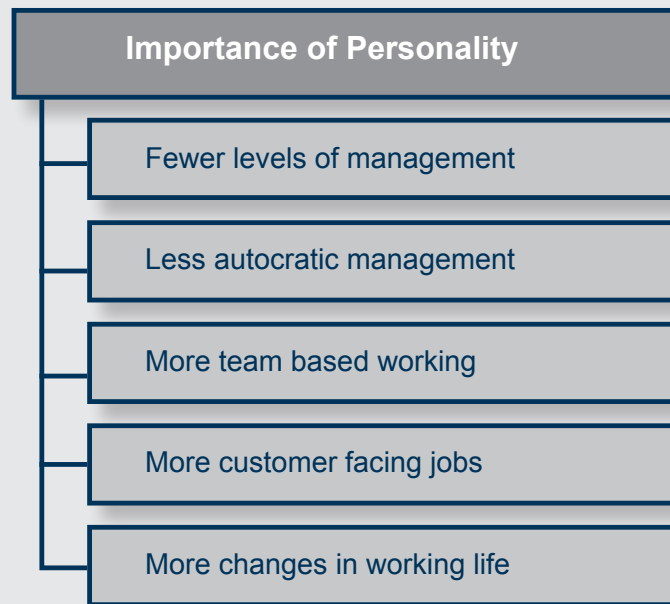 Importance of Personality
Fewer levels of management
Less autocratic management
More team based working
More customer facing jobs
More changes in working life